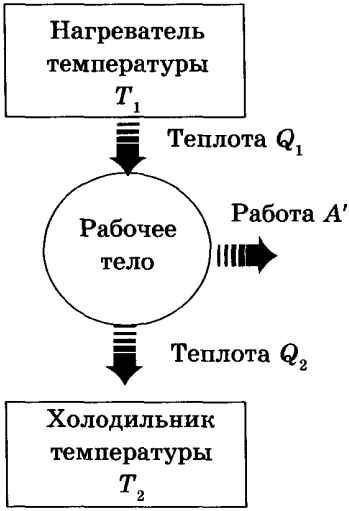 Нагреватель
температуры
T₁
Теплота Q₁
Рабочее
тело
Работа A′
Теплота Q₂
Холодильник
температуры
T₂